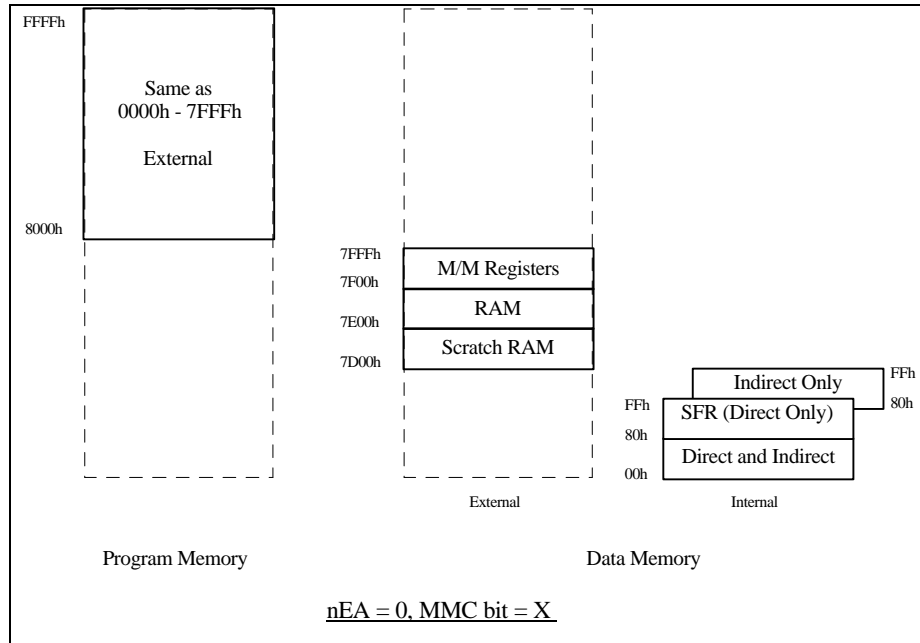 FFFFh
Same as
0000h - 7FFFh
External
8000h
7FFFh
M/M Registers
7F00h
RAM
7E00h
Scratch RAM
7D00h
Indirect Only
FFh
FFh
SFR (Direct Only)
80h
80h
Direct and Indirect
00h
External
Internal
Program Memory
Data Memory
nEA = 0, MMC bit = X